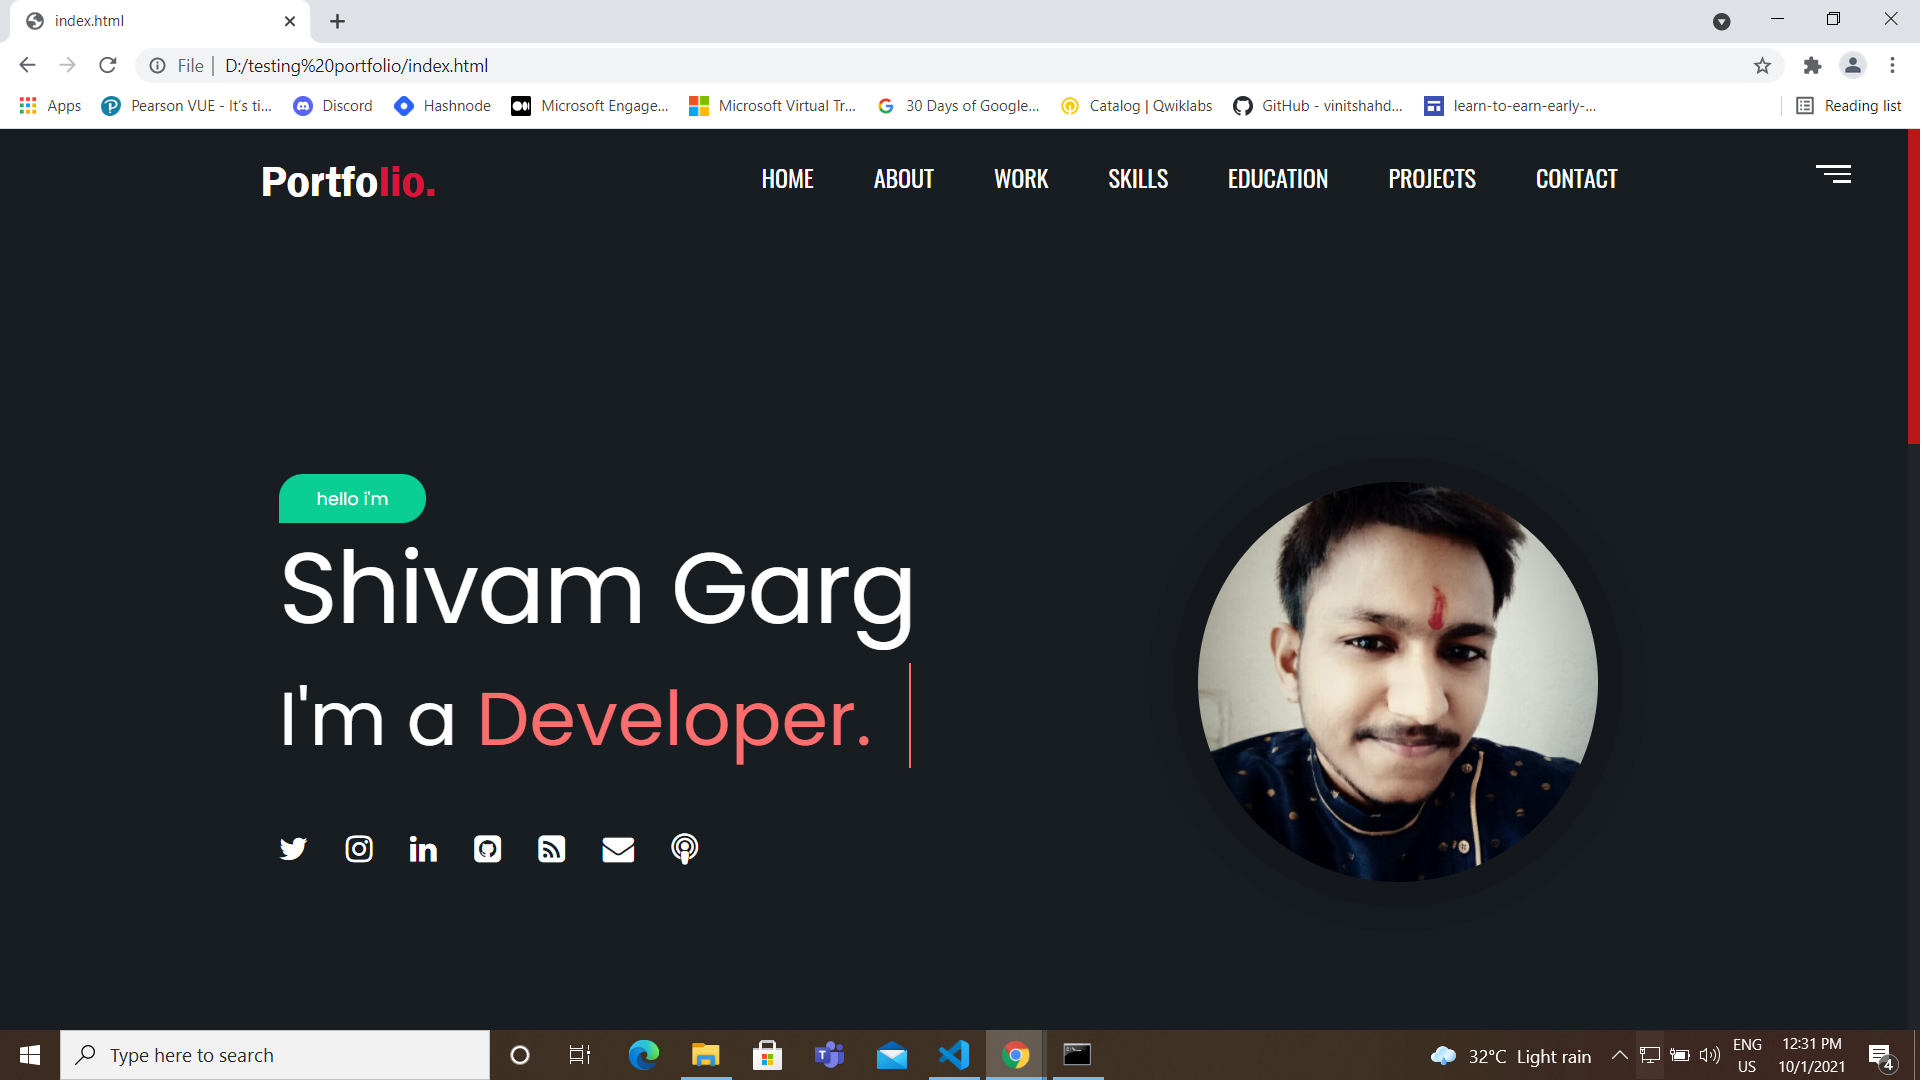 index.html
File | D:/testing%20portfolio/index.html
Apps Pearson VUE - It's ti... Discord Hashnode Microsoft Engage... Microsoft Virtual Tr... 30 Days of Google... Catalog | Qwiklabs GitHub - vinitshahd... learn-to-earn-early-... Reading list
Portfolio. HOME ABOUT WORK SKILLS EDUCATION PROJECTS CONTACT
hello i'm
Shivam Garg
I'm a Developer.
Type here to search
32°C Light rain
ENG
US
12:31 PM
10/1/2021
4